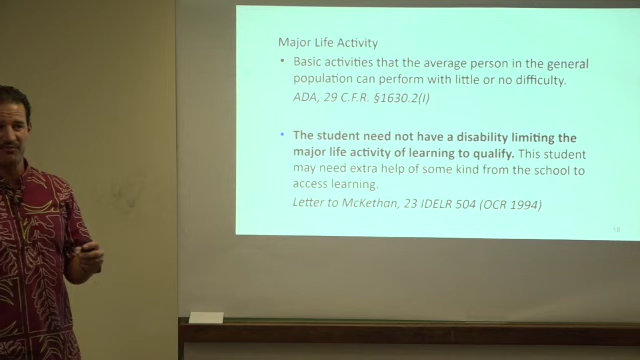 Major Life Activity
• Basic activities that the average person in the general
population can perform with little or no difficulty.
ADA, 29 C.F.R. §1630.2(I)
• The student need not have a disability limiting the
major life activity of learning to qualify. This student
may need extra help of some kind from the school to
access learning.
Letter to McKethan, 23 IDELR 504 (OCR 1994)